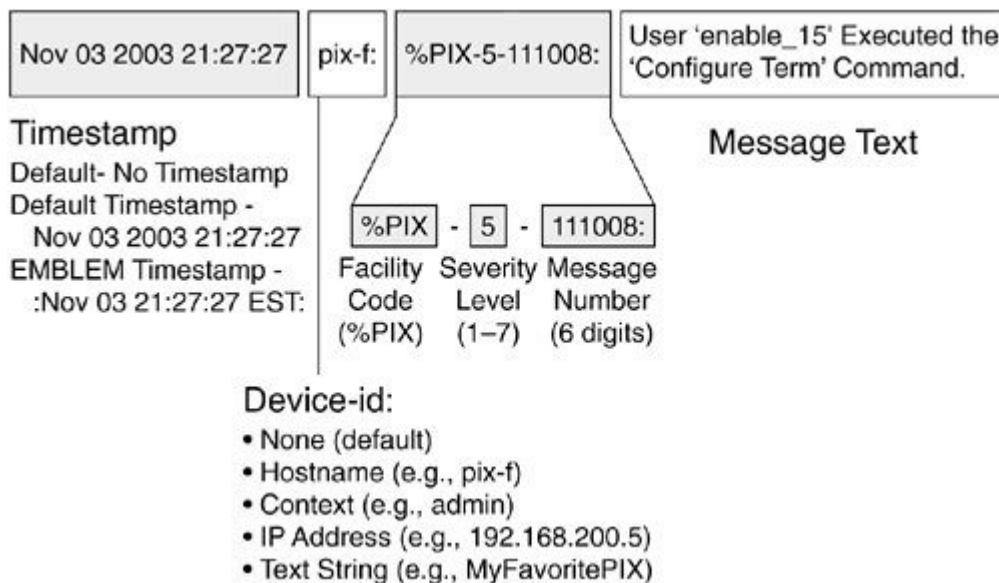 Nov 03 2003 21:27:27 pix-f: %PIX-5-111008: User ‘enable_15’ Executed the
‘Configure Term’ Command.
Timestamp
Default- No Timestamp
Default Timestamp -
Nov 03 2003 21:27:27
EMBLEM Timestamp -
:Nov 03 21:27:27 EST:
Message Text
%PIX - 5 - 111008:
Facility Severity Message
Code Level Number
(%PIX) (1–7) (6 digits)
Device-id:
• None (default)
• Hostname (e.g., pix-f)
• Context (e.g., admin)
• IP Address (e.g., 192.168.200.5)
• Text String (e.g., MyFavoritePIX)